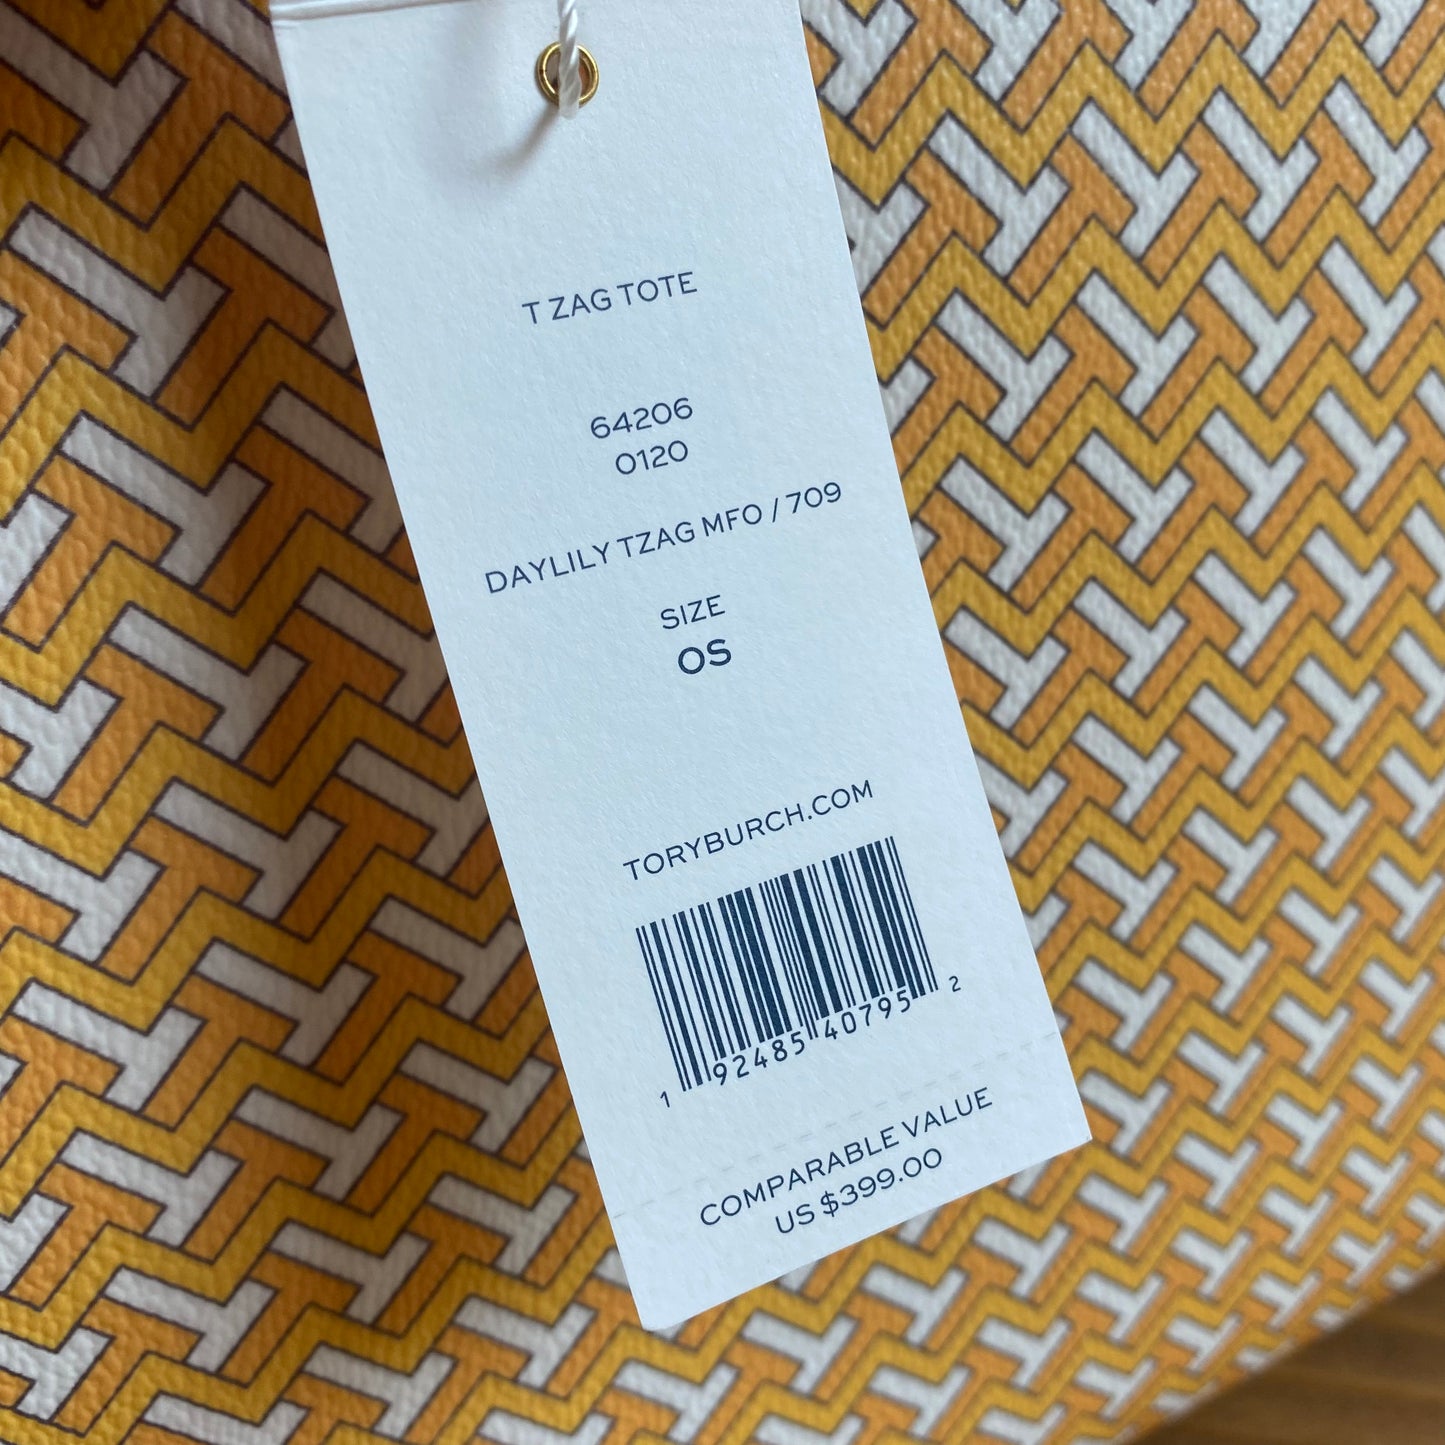 T ZAG TOTE
64206
0120
DAYLILY TZAG MFO / 709
SIZE
OS
TORYBURCH.COM
1 92485 40795 2
COMPARABLE VALUE
US $399.00